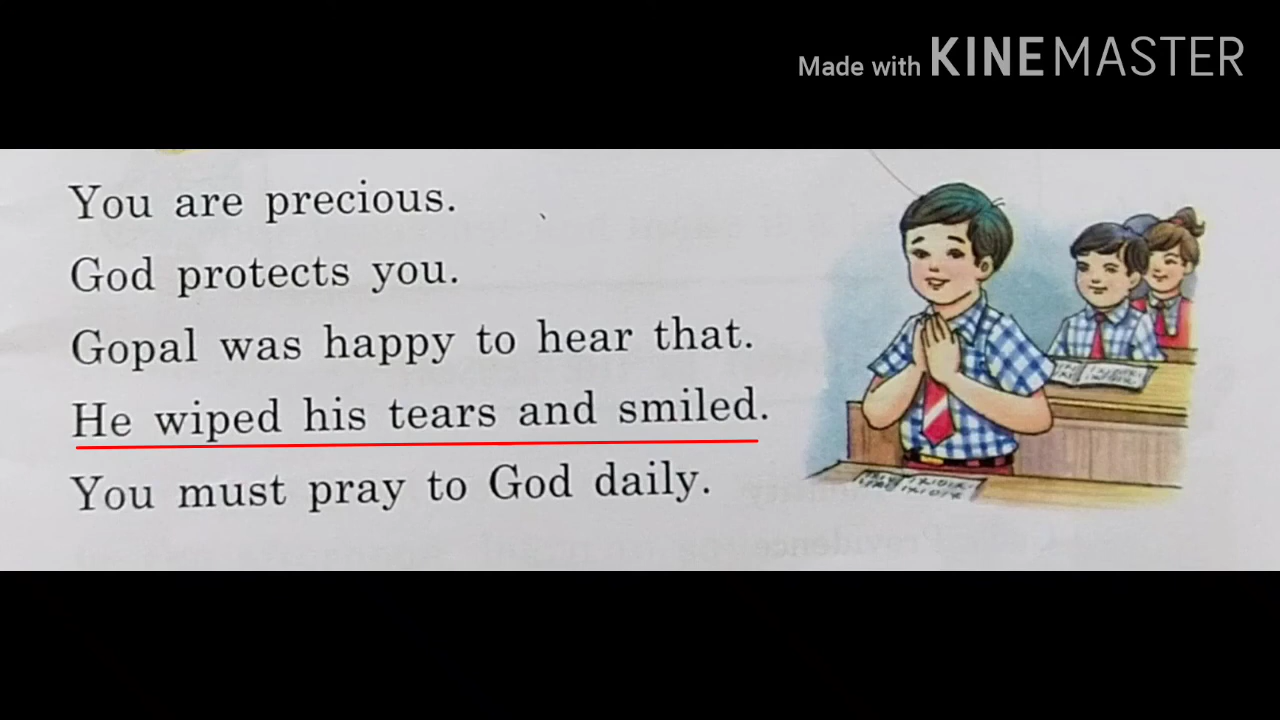 Made with KINEMASTER
You are precious.
God protects you.
Gopal was happy to hear that.
He wiped his tears and smiled.
You must pray to God daily.